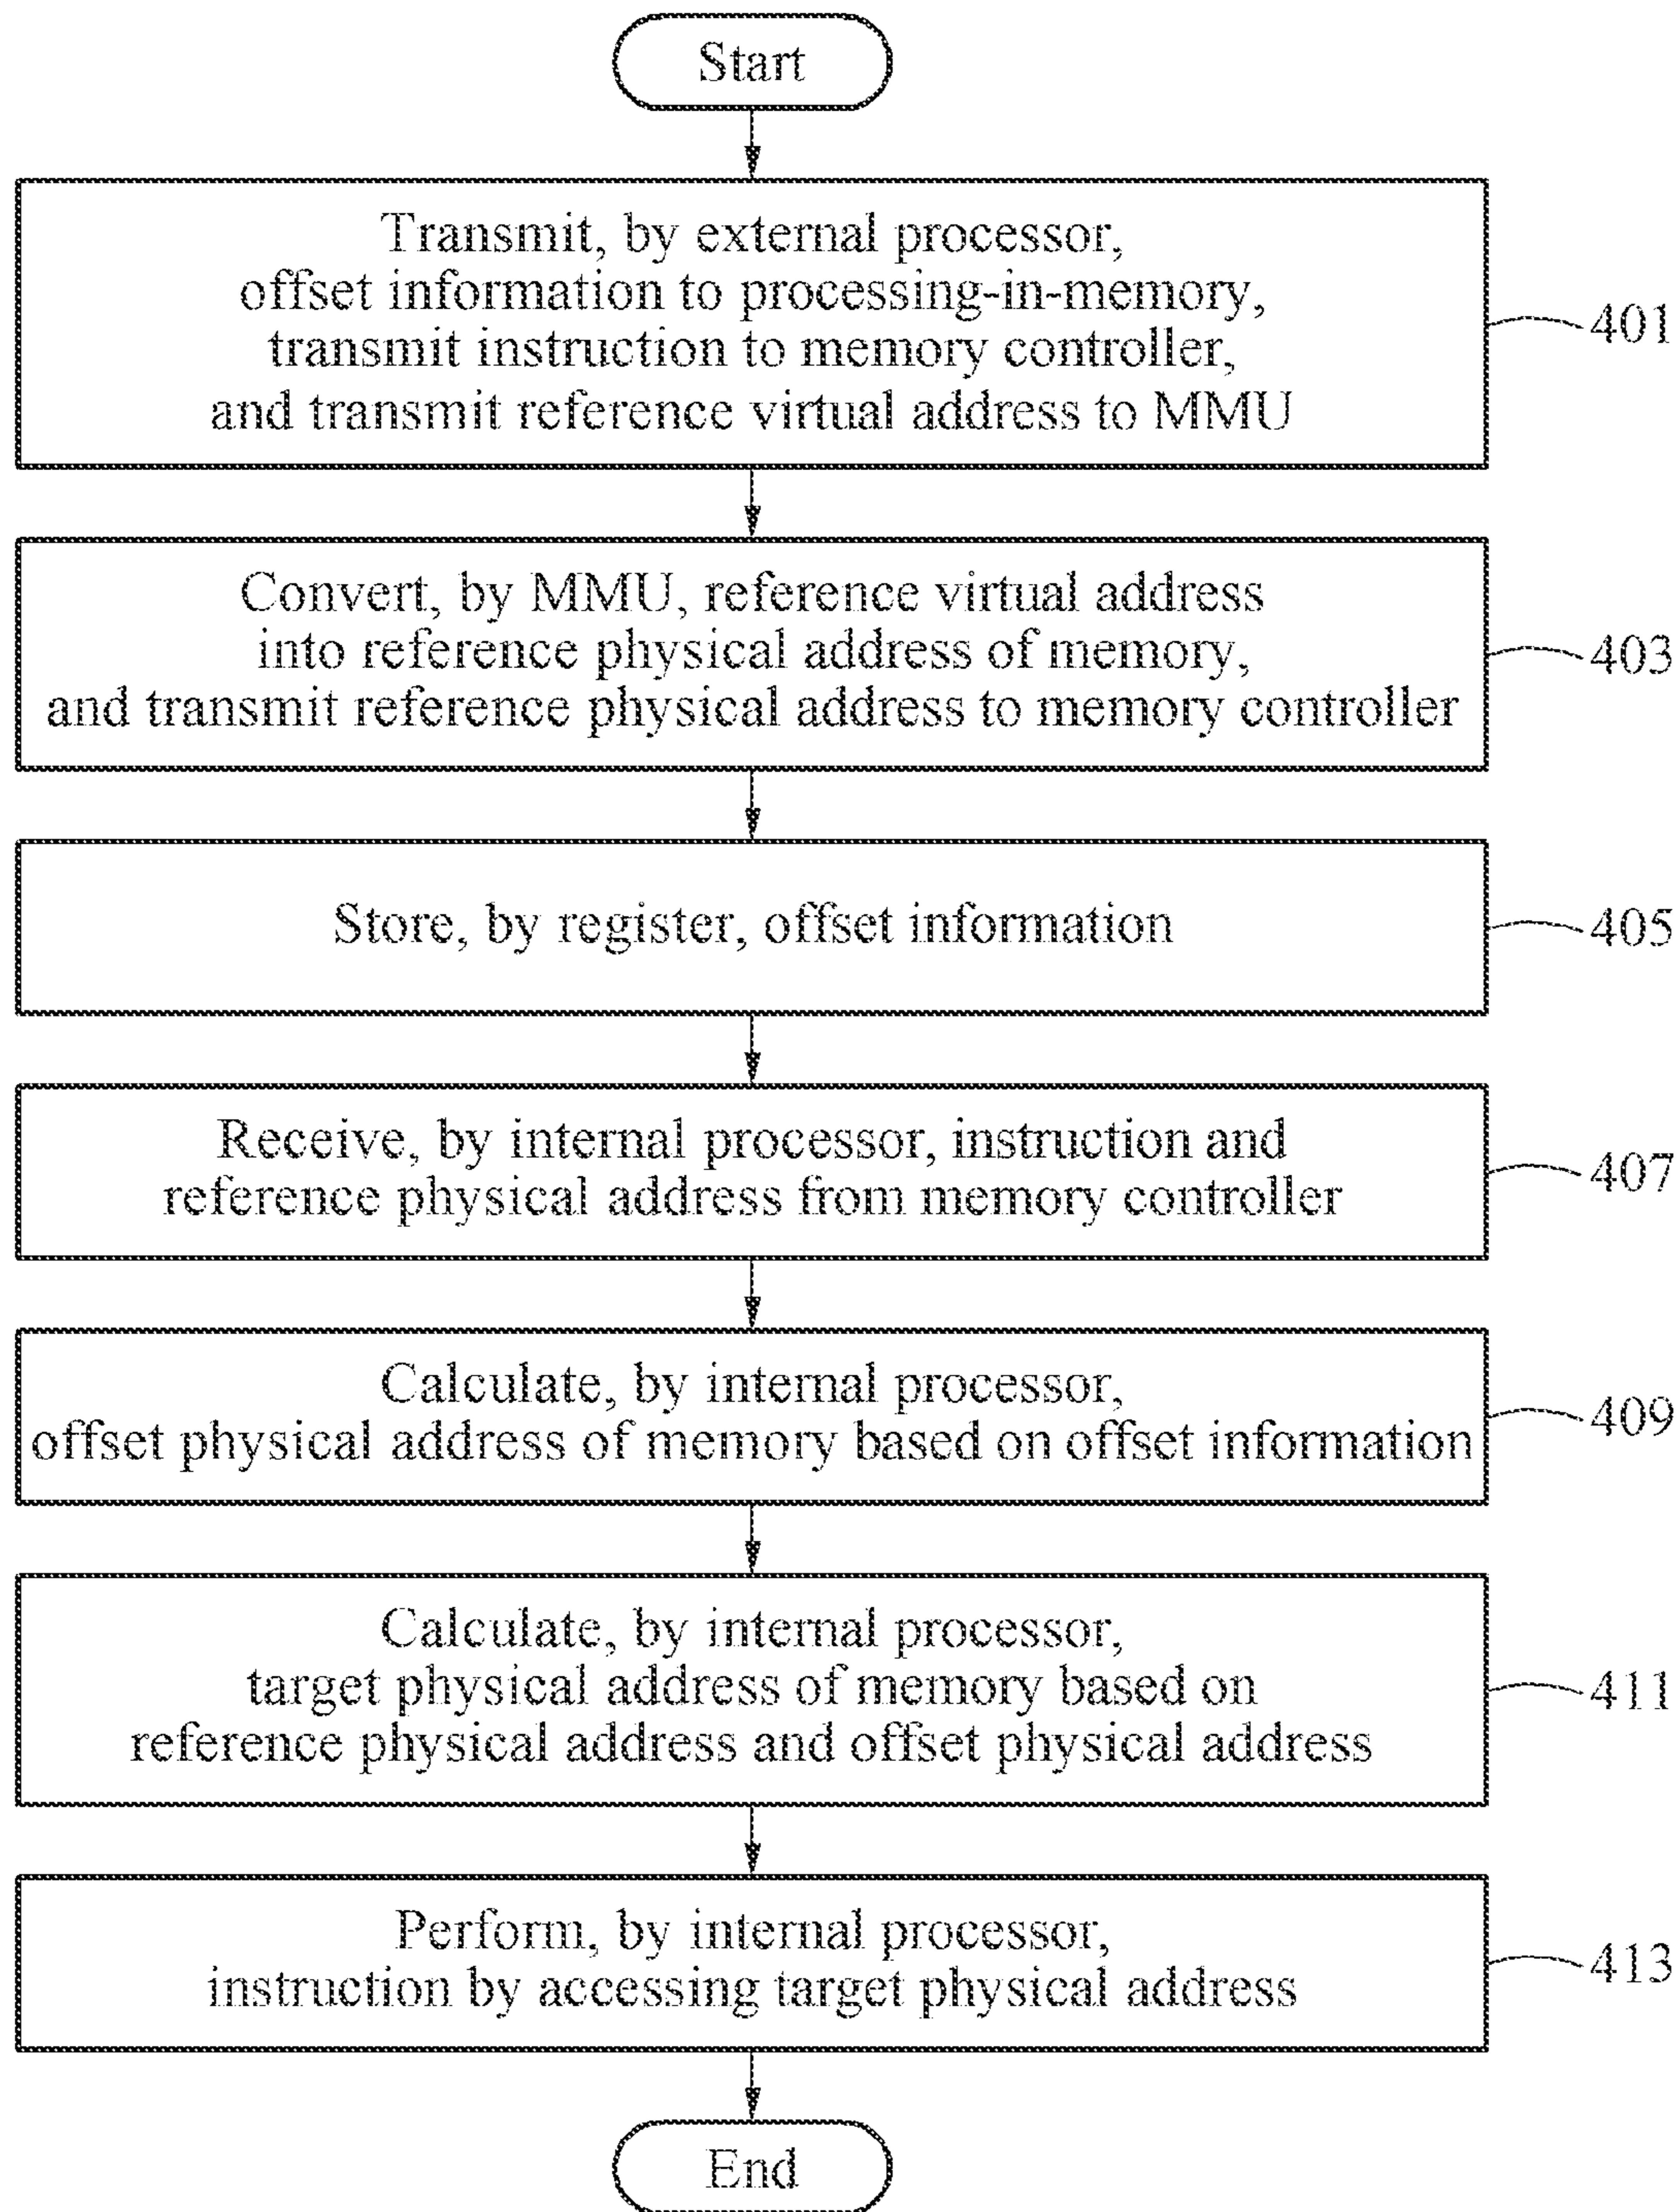 Start
Transmit, by external processor,
offset information to processing-in-memory,
transmit instruction to memory controller,
and transmit reference virtual address to MMU
401
Convert, by MMU, reference virtual address
into reference physical address of memory,
and transmit reference physical address to memory controller
403
Store, by register, offset information
405
Receive, by internal processor, instruction and
reference physical address from memory controller
407
Calculate, by internal processor,
offset physical address of memory based on offset information
409
Calculate, by internal processor,
target physical address of memory based on
reference physical address and offset physical address
411
Perform, by internal processor,
instruction by accessing target physical address
413
End